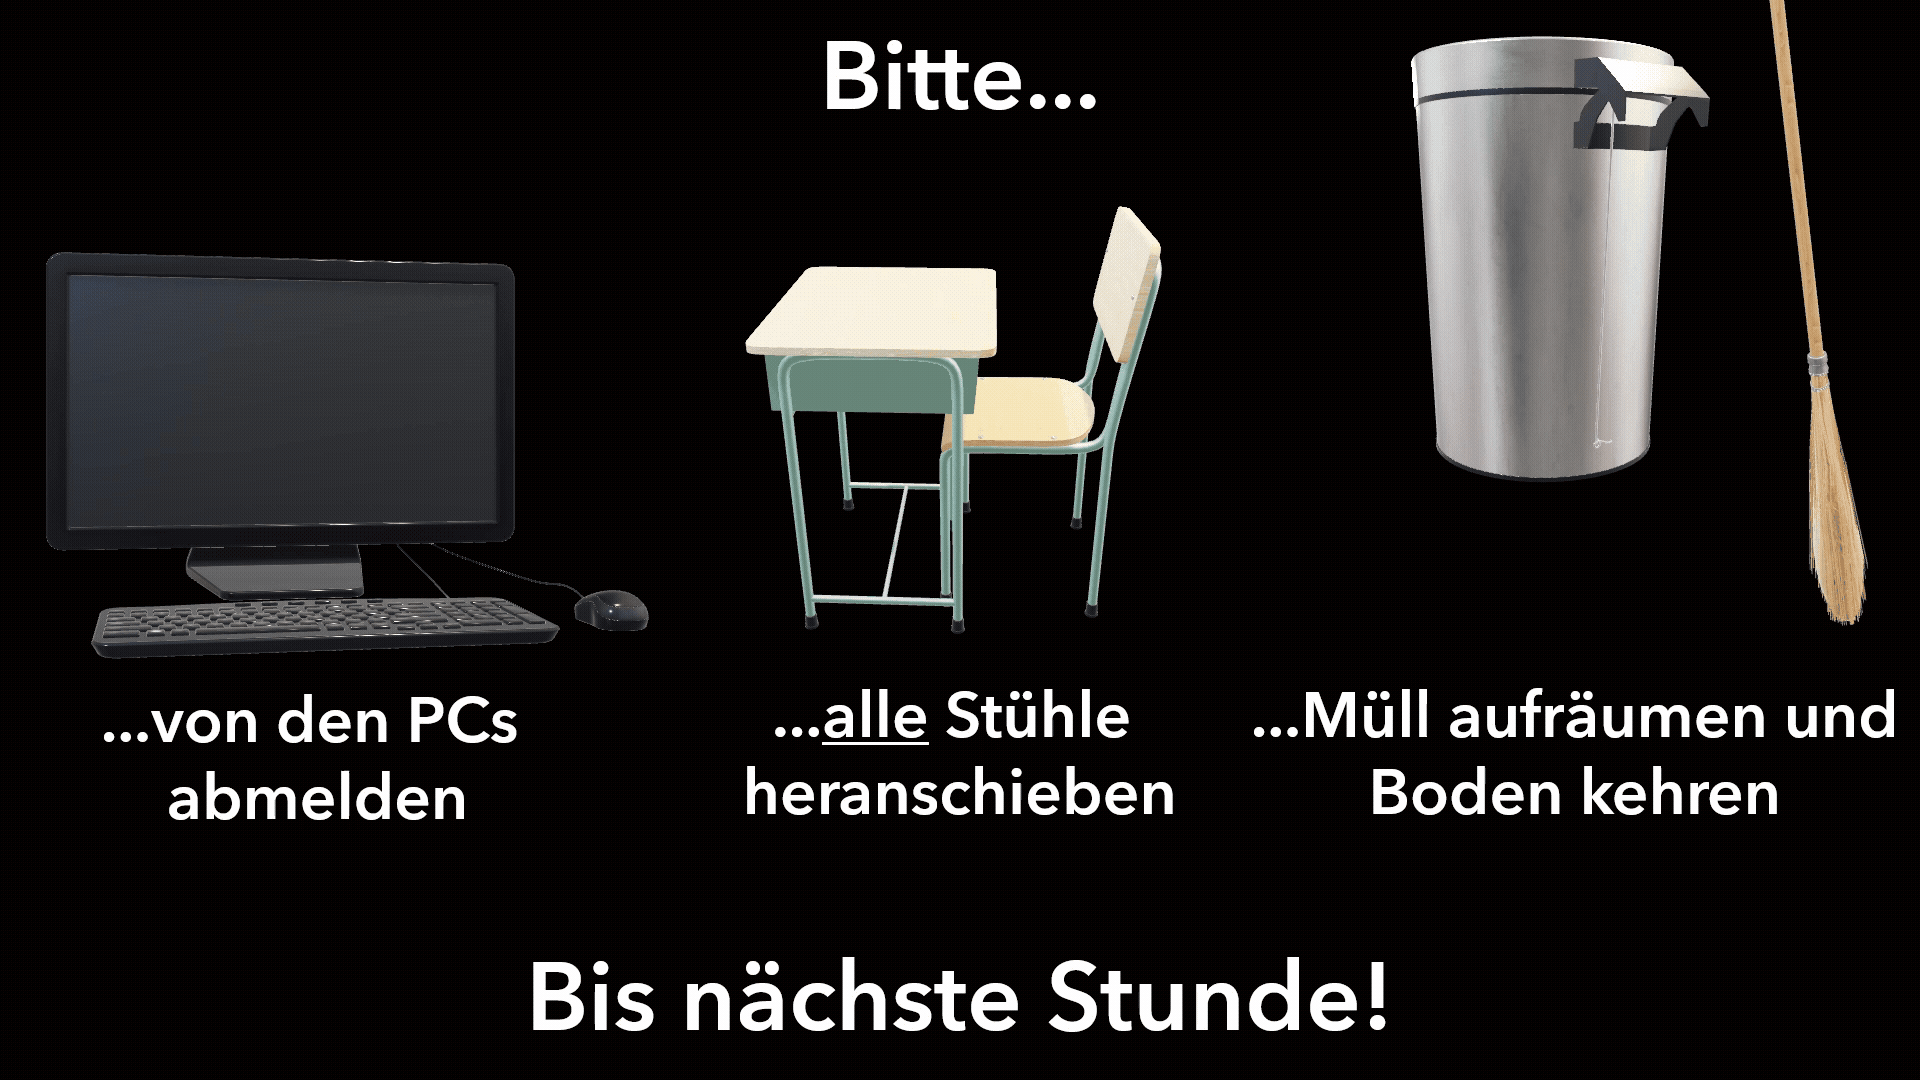 Bitte...
...von den PCs
abmelden
...alle Stühle
heranschieben
...Müll aufräumen und
Boden kehren
Bis nächste Stunde!